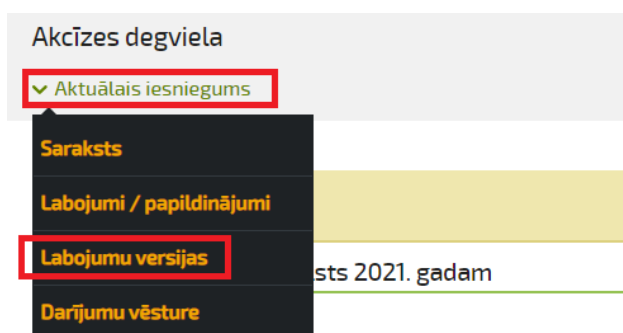 Akcīzes degviela
Aktuālais iesniegums
Saraksts
Labojumi / papildinājumi
Labojumu versijas
sts 2021. gadam
Darījumu vēsture